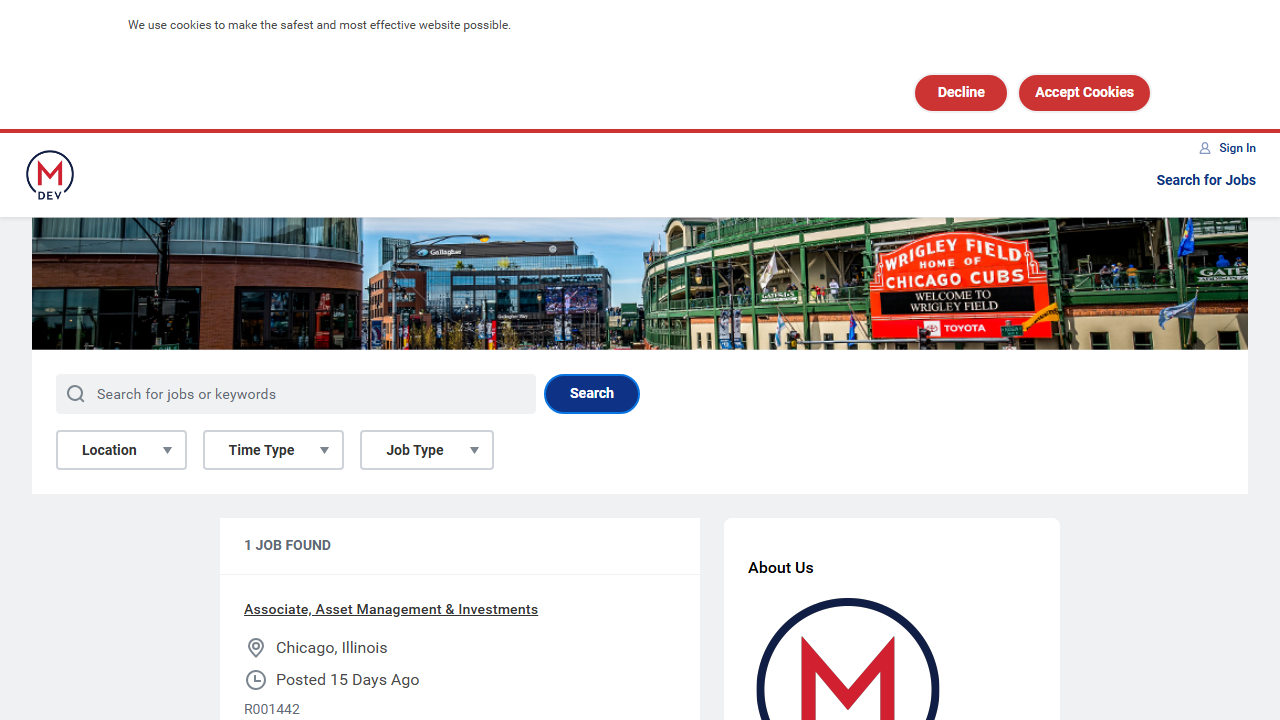 We use cookies to make the safest and most effective website possible.
Decline
Accept Cookies
M
DEV
Sign In
Search for Jobs
Gallagher
Gallagher Way
WRIGLEY FIELD
HOME OF
CHICAGO CUBS
WELCOME TO
WRIGLEY FIELD
TOYOTA
Search for jobs or keywords
Search
Location
Time Type
Job Type
1 JOB FOUND
Associate, Asset Management & Investments
Chicago, Illinois
Posted 15 Days Ago
R001442
About Us
M